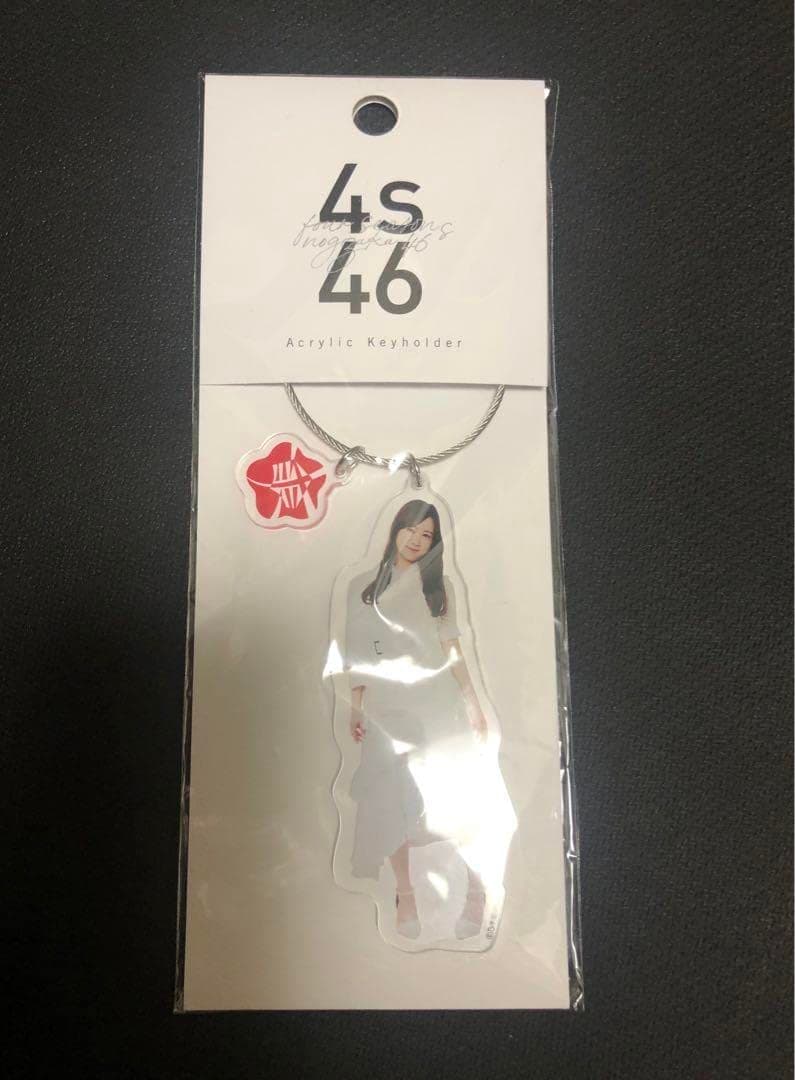 4s
four seasons
nogizaka46
46
Acrylic Keyholder